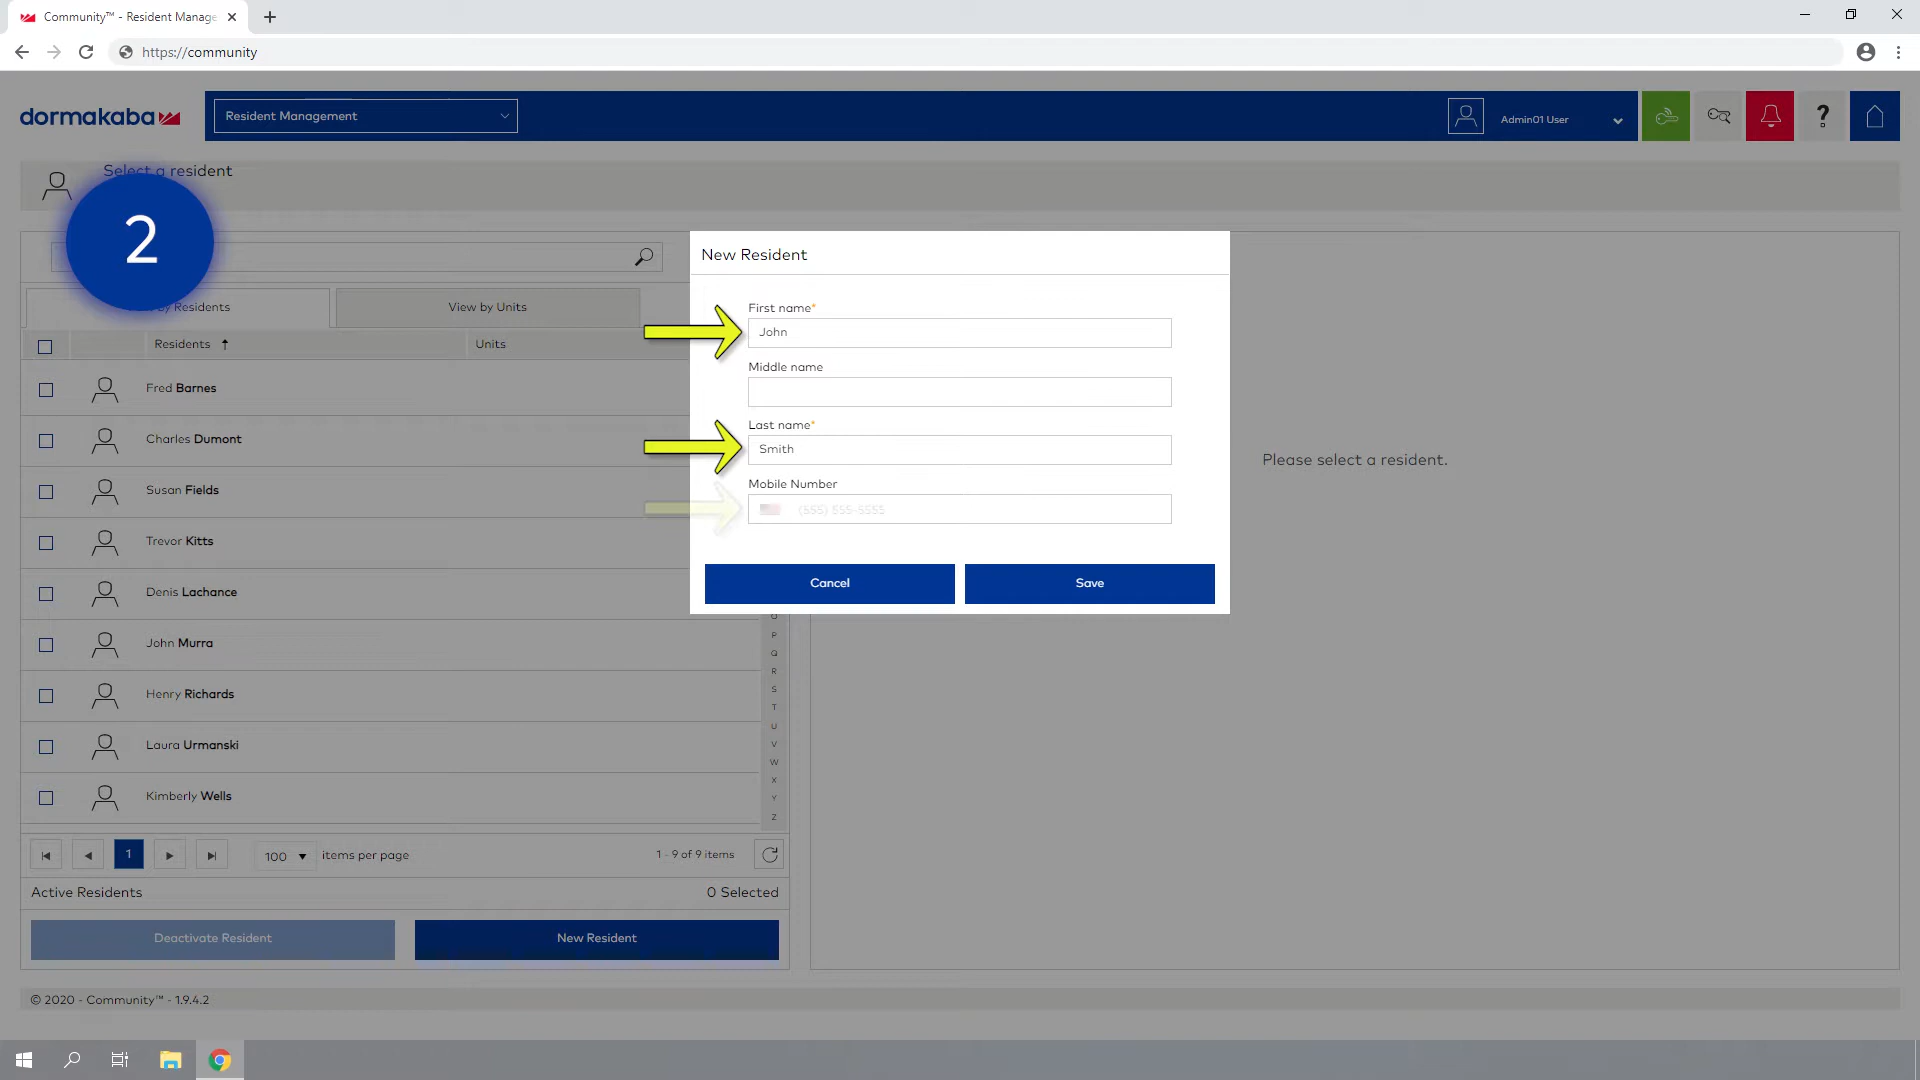 Community™ - Resident Manage
https://community
dormakaba
Resident Management
Admin01 User
?
Select a resident
2
by Residents
View by Units
Residents
Units
Fred Barnes
Charles Dumont
Susan Fields
Trevor Kitts
Denis Lachance
John Murra
Henry Richards
Laura Urmanski
Kimberly Wells
O
P
Q
R
S
T
U
V
W
X
Y
Z
1
100
items per page
1 - 9 of 9 items
Active Residents
0 Selected
Deactivate Resident
New Resident
New Resident
First name*
John
Middle name
Last name*
Smith
Mobile Number
(555) 555-5555
Cancel
Save
Please select a resident.
© 2020 - Community™ - 1.9.4.2